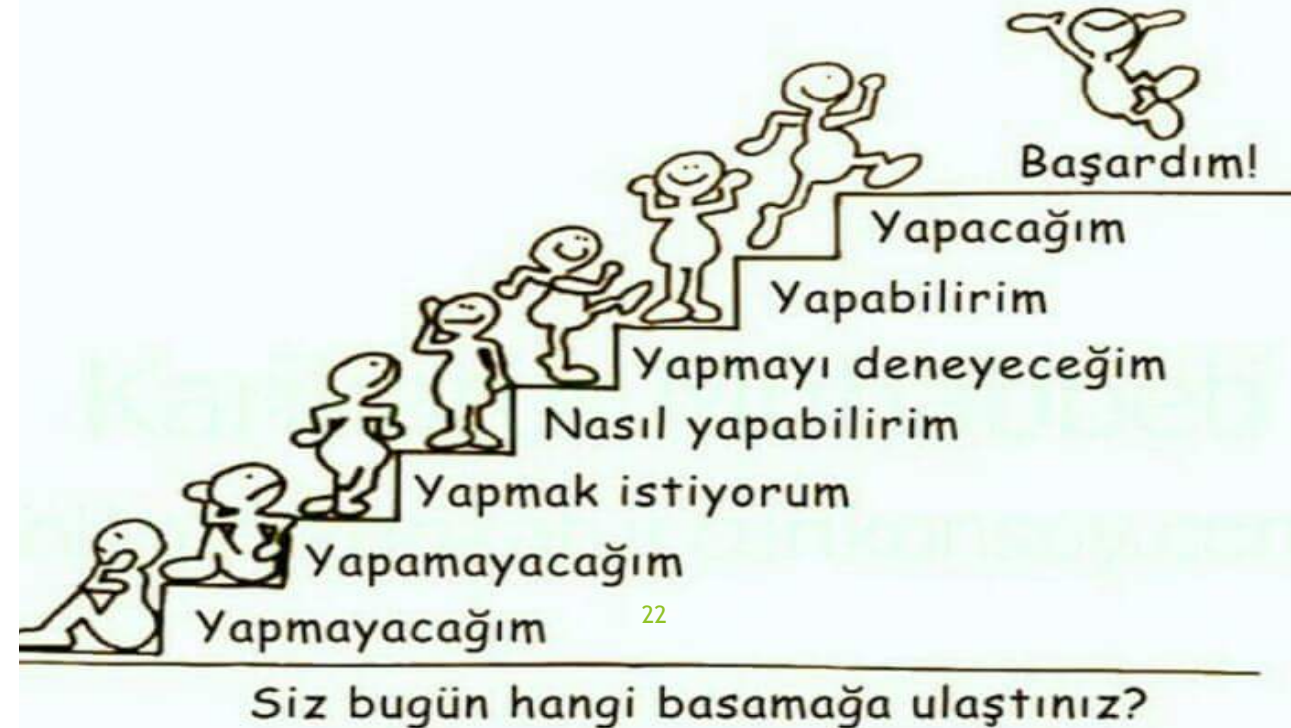 Başardım!
Yapacağım
Yapabilirim
Yapmayı deneyeceğim
Nasıl yapabilirim
Yapmak istiyorum
Yapamayacağım
Yapmayacağım
22
Siz bugün hangi basamağa ulaştınız?